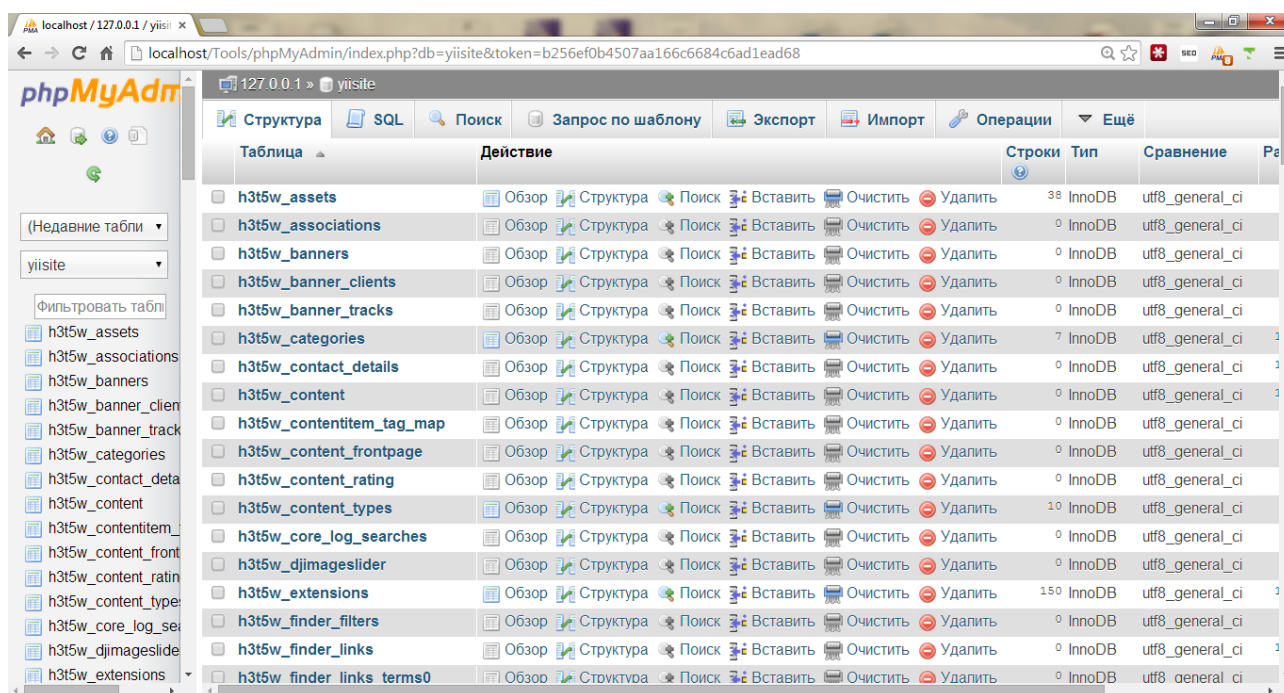 localhost / 127.0.0.1 / yiisit
localhost/Tools/phpMyAdmin/index.php?db=yiisite&token=b256ef0b4507aa166c6684c6ad1ead68
SEO
PMA
8
phpMyAdm
(Недавние табли
yiisite
Фильтровать табл
h3t5w_assets
h3t5w_associations
h3t5w_banners
h3t5w_banner_clien
h3t5w_banner_track
h3t5w_categories
h3t5w_contact_deta
h3t5w_content
h3t5w_contentitem_
h3t5w_content_front
h3t5w_content_ratin
h3t5w_content_type
h3t5w_core_log_sea
h3t5w_djimageslide
h3t5w_extensions
127.0.0.1 » yiisite
Структура SQL Поиск Запрос по шаблону Экспорт Импорт Операции Ещё
Таблица Действие Строки Тип Сравнение Ра
h3t5w_assets Обзор Структура Поиск Вставить Очистить Удалить 38 InnoDB utf8_general_ci
h3t5w_associations Обзор Структура Поиск Вставить Очистить Удалить 0 InnoDB utf8_general_ci
h3t5w_banners Обзор Структура Поиск Вставить Очистить Удалить 0 InnoDB utf8_general_ci
h3t5w_banner_clients Обзор Структура Поиск Вставить Очистить Удалить 0 InnoDB utf8_general_ci
h3t5w_banner_tracks Обзор Структура Поиск Вставить Очистить Удалить 0 InnoDB utf8_general_ci
h3t5w_categories Обзор Структура Поиск Вставить Очистить Удалить 7 InnoDB utf8_general_ci 1
h3t5w_contact_details Обзор Структура Поиск Вставить Очистить Удалить 0 InnoDB utf8_general_ci 1
h3t5w_content Обзор Структура Поиск Вставить Очистить Удалить 0 InnoDB utf8_general_ci 1
h3t5w_contentitem_tag_map Обзор Структура Поиск Вставить Очистить Удалить 0 InnoDB utf8_general_ci
h3t5w_content_frontpage Обзор Структура Поиск Вставить Очистить Удалить 0 InnoDB utf8_general_ci
h3t5w_content_rating Обзор Структура Поиск Вставить Очистить Удалить 0 InnoDB utf8_general_ci
h3t5w_content_types Обзор Структура Поиск Вставить Очистить Удалить 10 InnoDB utf8_general_ci
h3t5w_core_log_searches Обзор Структура Поиск Вставить Очистить Удалить 0 InnoDB utf8_general_ci
h3t5w_djimageslider Обзор Структура Поиск Вставить Очистить Удалить 0 InnoDB utf8_general_ci
h3t5w_extensions Обзор Структура Поиск Вставить Очистить Удалить 150 InnoDB utf8_general_ci 1
h3t5w_finder_filters Обзор Структура Поиск Вставить Очистить Удалить 0 InnoDB utf8_general_ci
h3t5w_finder_links Обзор Структура Поиск Вставить Очистить Удалить 0 InnoDB utf8_general_ci 1
h3t5w_finder_links_terms0 Обзор Структура Поиск Вставить Очистить Удалить 0 InnoDB utf8_general_ci